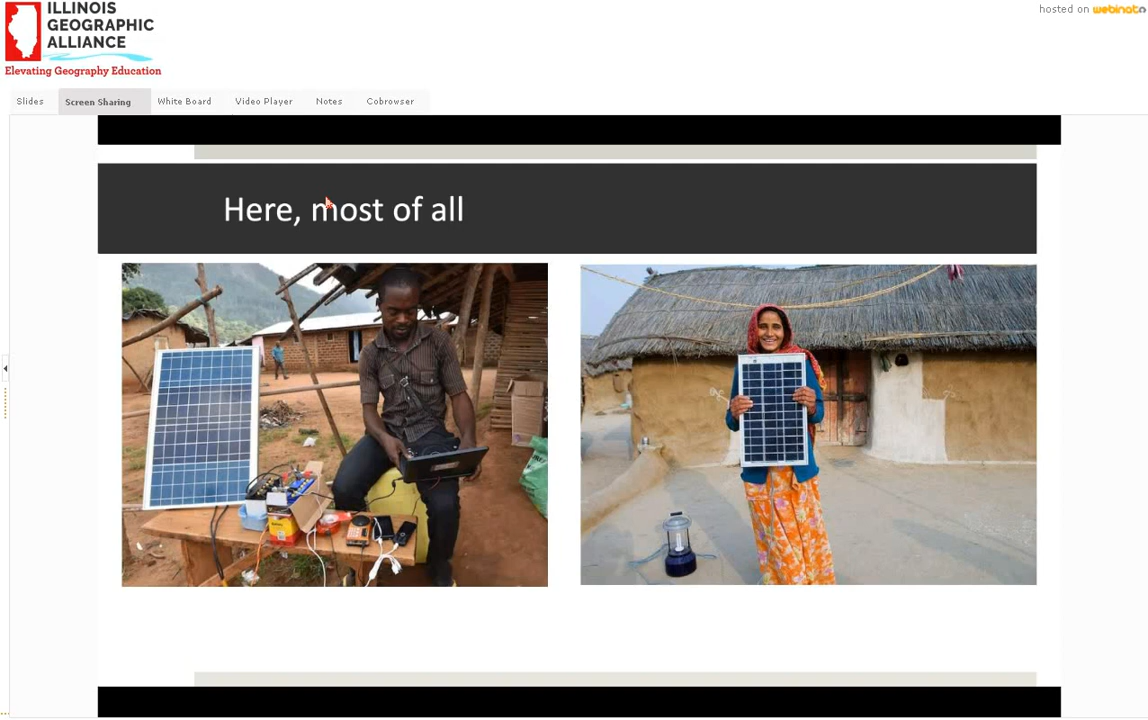 ILLINOIS
GEOGRAPHIC
ALLIANCE
Elevating Geography Education
hosted on webinato
Slides
Screen Sharing
White Board
Video Player
Notes
Cobrowser
Here, most of all